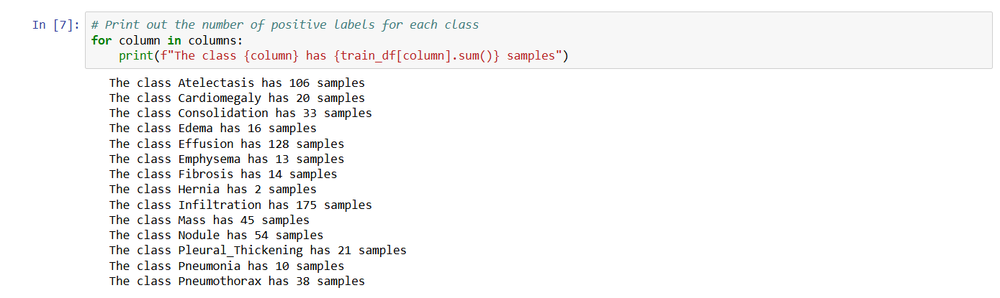 In [7]: # Print out the number of positive labels for each class
for column in columns:
    print(f"The class {column} has {train_df[column].sum()} samples")
The class Atelectasis has 106 samples
The class Cardiomegaly has 20 samples
The class Consolidation has 33 samples
The class Edema has 16 samples
The class Effusion has 128 samples
The class Emphysema has 13 samples
The class Fibrosis has 14 samples
The class Hernia has 2 samples
The class Infiltration has 175 samples
The class Mass has 45 samples
The class Nodule has 54 samples
The class Pleural_Thickening has 21 samples
The class Pneumonia has 10 samples
The class Pneumothorax has 38 samples